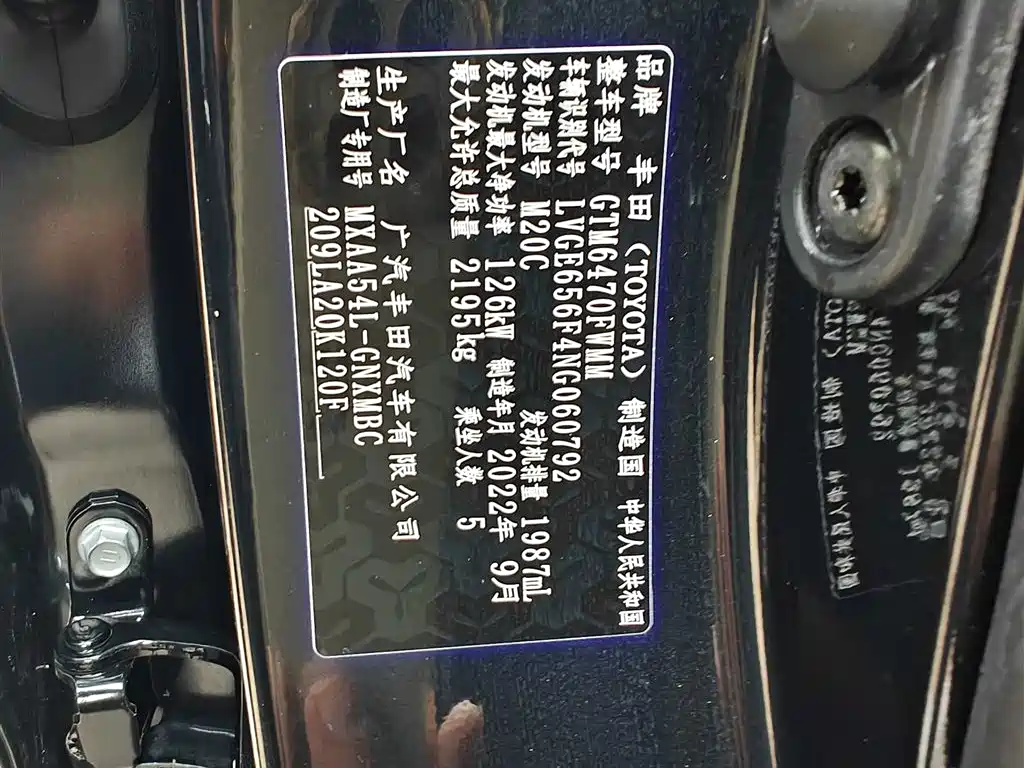 品牌 丰田(TOYOTA) 制造国 中华人民共和国
整车型号 GTM6470FWMM
车辆识别代号 LVGE656F4NG060792
发动机型号 M20C 发动机排量 1987ml
发动机最大净功率 126kW 制造年月 2022年 9月
最大允许总质量 2195kg 乘坐人数 5
生产厂名 广汽丰田汽车有限公司
制造厂专用号 MXAA54L-GNXMBC
209LA20K120F